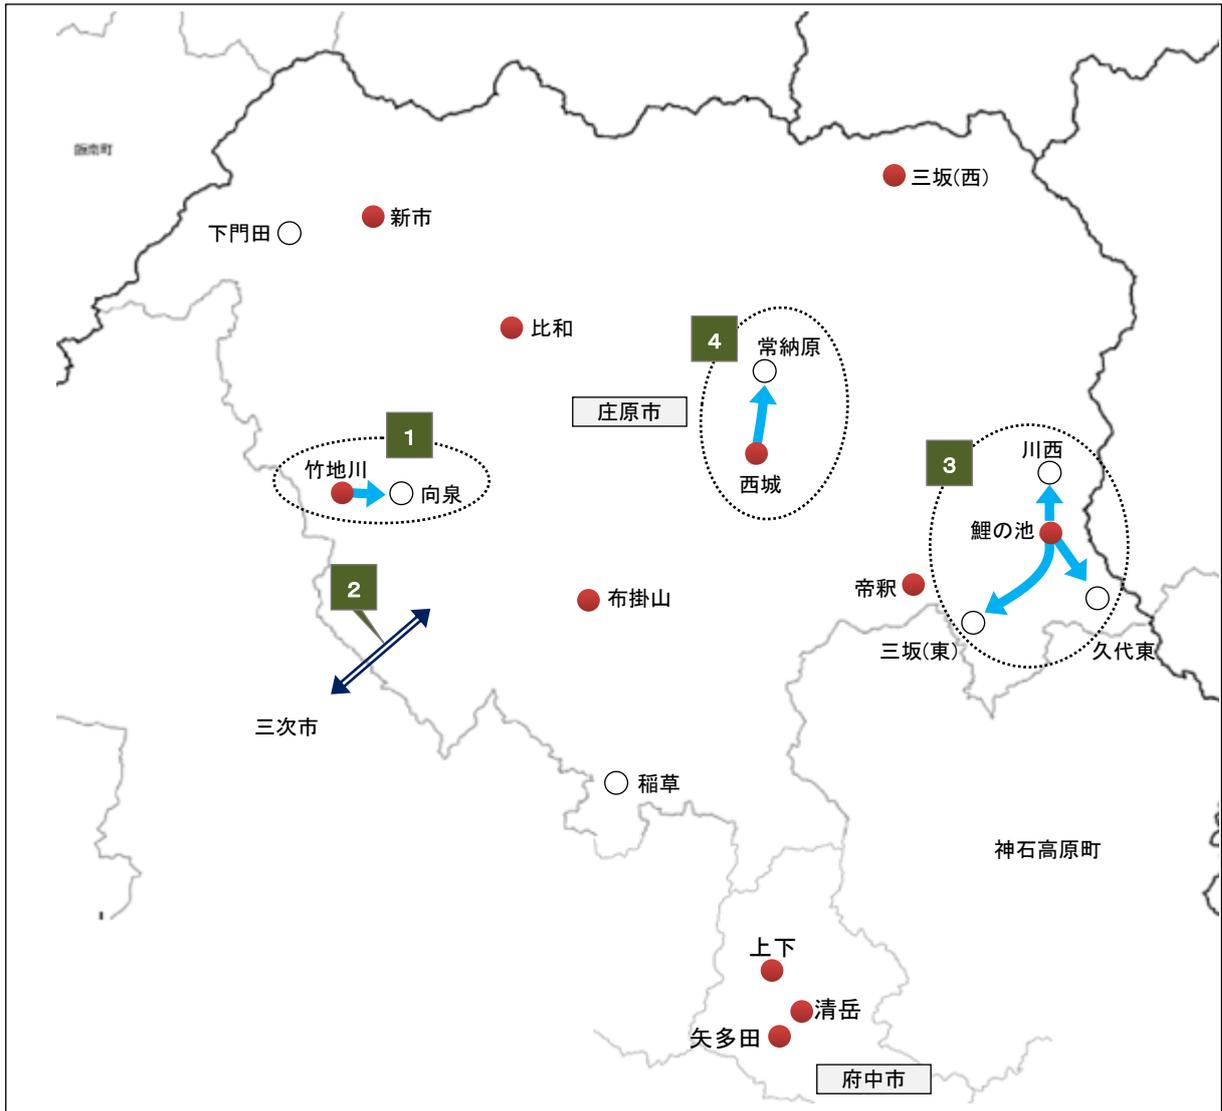 飯南町
三坂(西)
新市
下門田
比和
4
常納原
庄原市
1
3
川西
竹地川
向泉
西城
鯉の池
2
帝釈
布掛山
三坂(東)
久代東
三次市
稲草
神石高原町
上下
清岳
矢多田
府中市